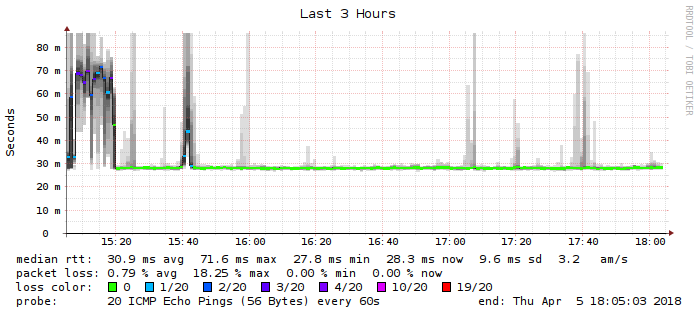 Last 3 Hours
RRDTOOL / TOBI OETIKER
Seconds
80 m
70 m
60 m
50 m
40 m
30 m
20 m
10 m
0
15:20 15:40 16:00 16:20 16:40 17:00 17:20 17:40 18:00
median rtt: 30.9 ms avg 71.6 ms max 27.8 ms min 28.3 ms now 9.6 ms sd 3.2 am/s
packet loss: 0.79 % avg 18.25 % max 0.00 % min 0.00 % now
loss color: 0 1/20 2/20 3/20 4/20 10/20 19/20
probe: 20 ICMP Echo Pings (56 Bytes) every 60s end: Thu Apr 5 18:05:03 2018